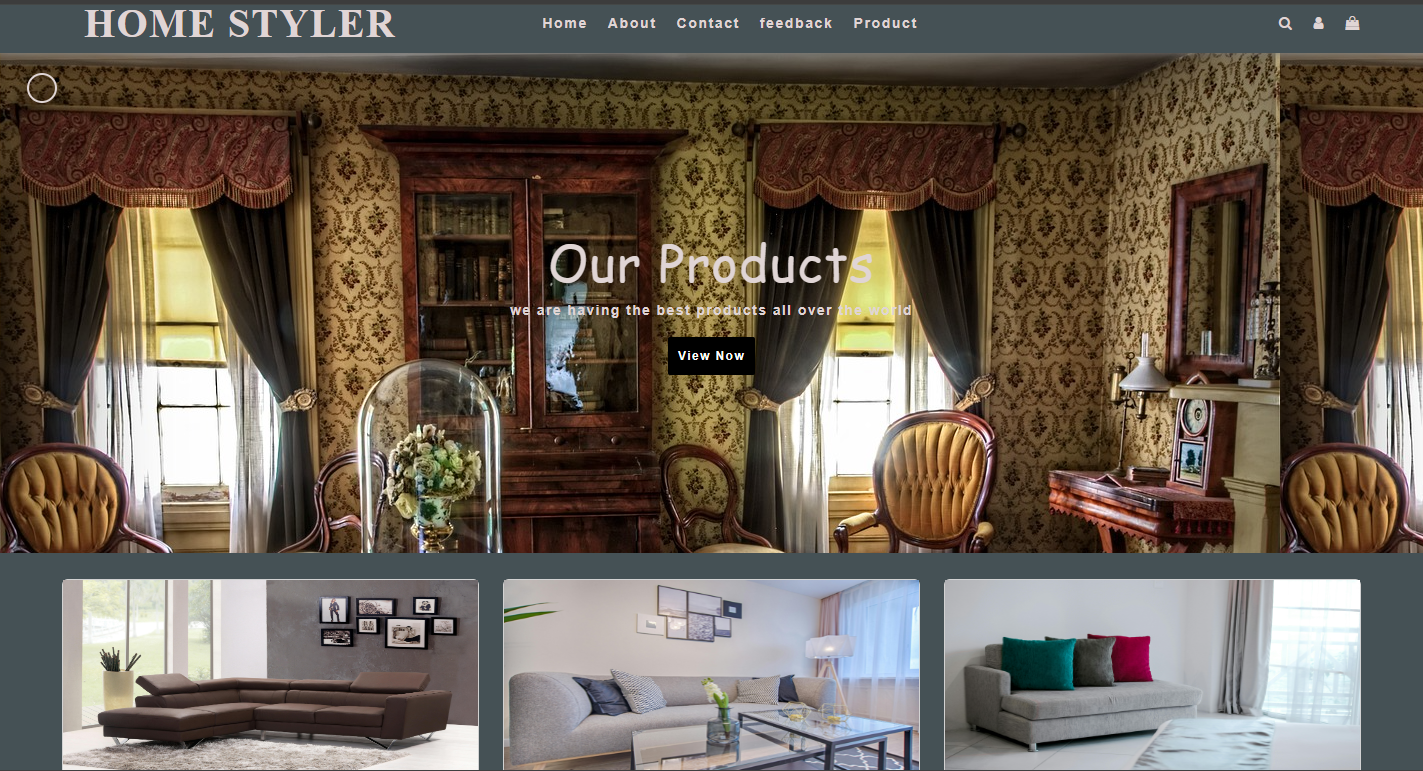 HOME STYLER
Home About Contact feedback Product
Our Products
we are having the best products all over the world
View Now